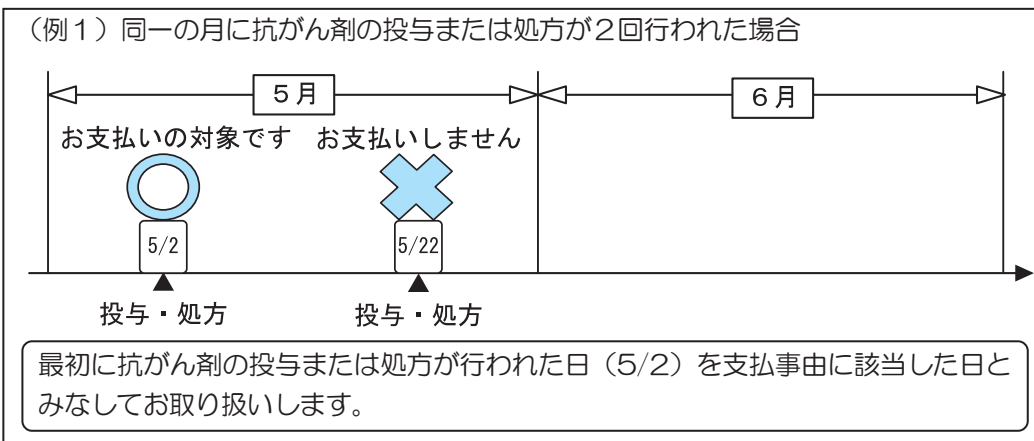 （例１）同一の月に抗がん剤の投与または処方が２回行われた場合
５月
６月
お支払いの対象です
お支払いしません
5/2
5/22
投与・処方
投与・処方
最初に抗がん剤の投与または処方が行われた日（5/2）を支払事由に該当した日と
みなしてお取り扱いします。